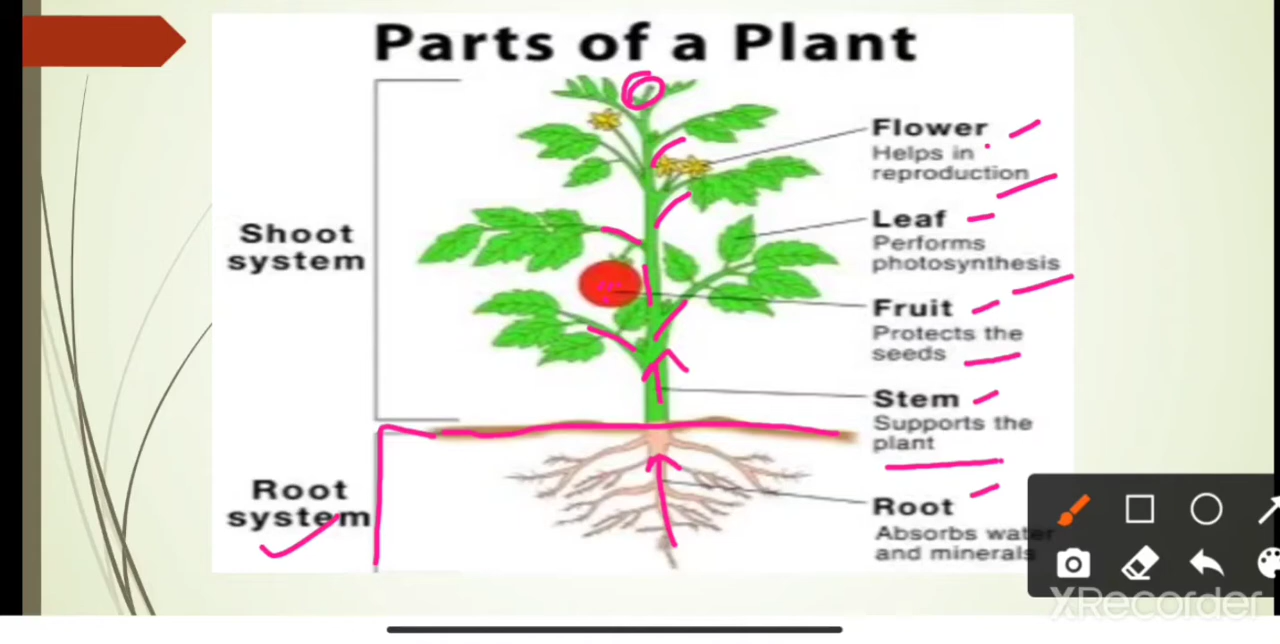 Parts of a Plant
Shoot
system
Root
system
Flower
Helps in
reproduction
Leaf
Performs
photosynthesis
Fruit
Protects the
seeds
Stem
Supports the
plant
Root
Absorbs water
and minerals
XRecorder